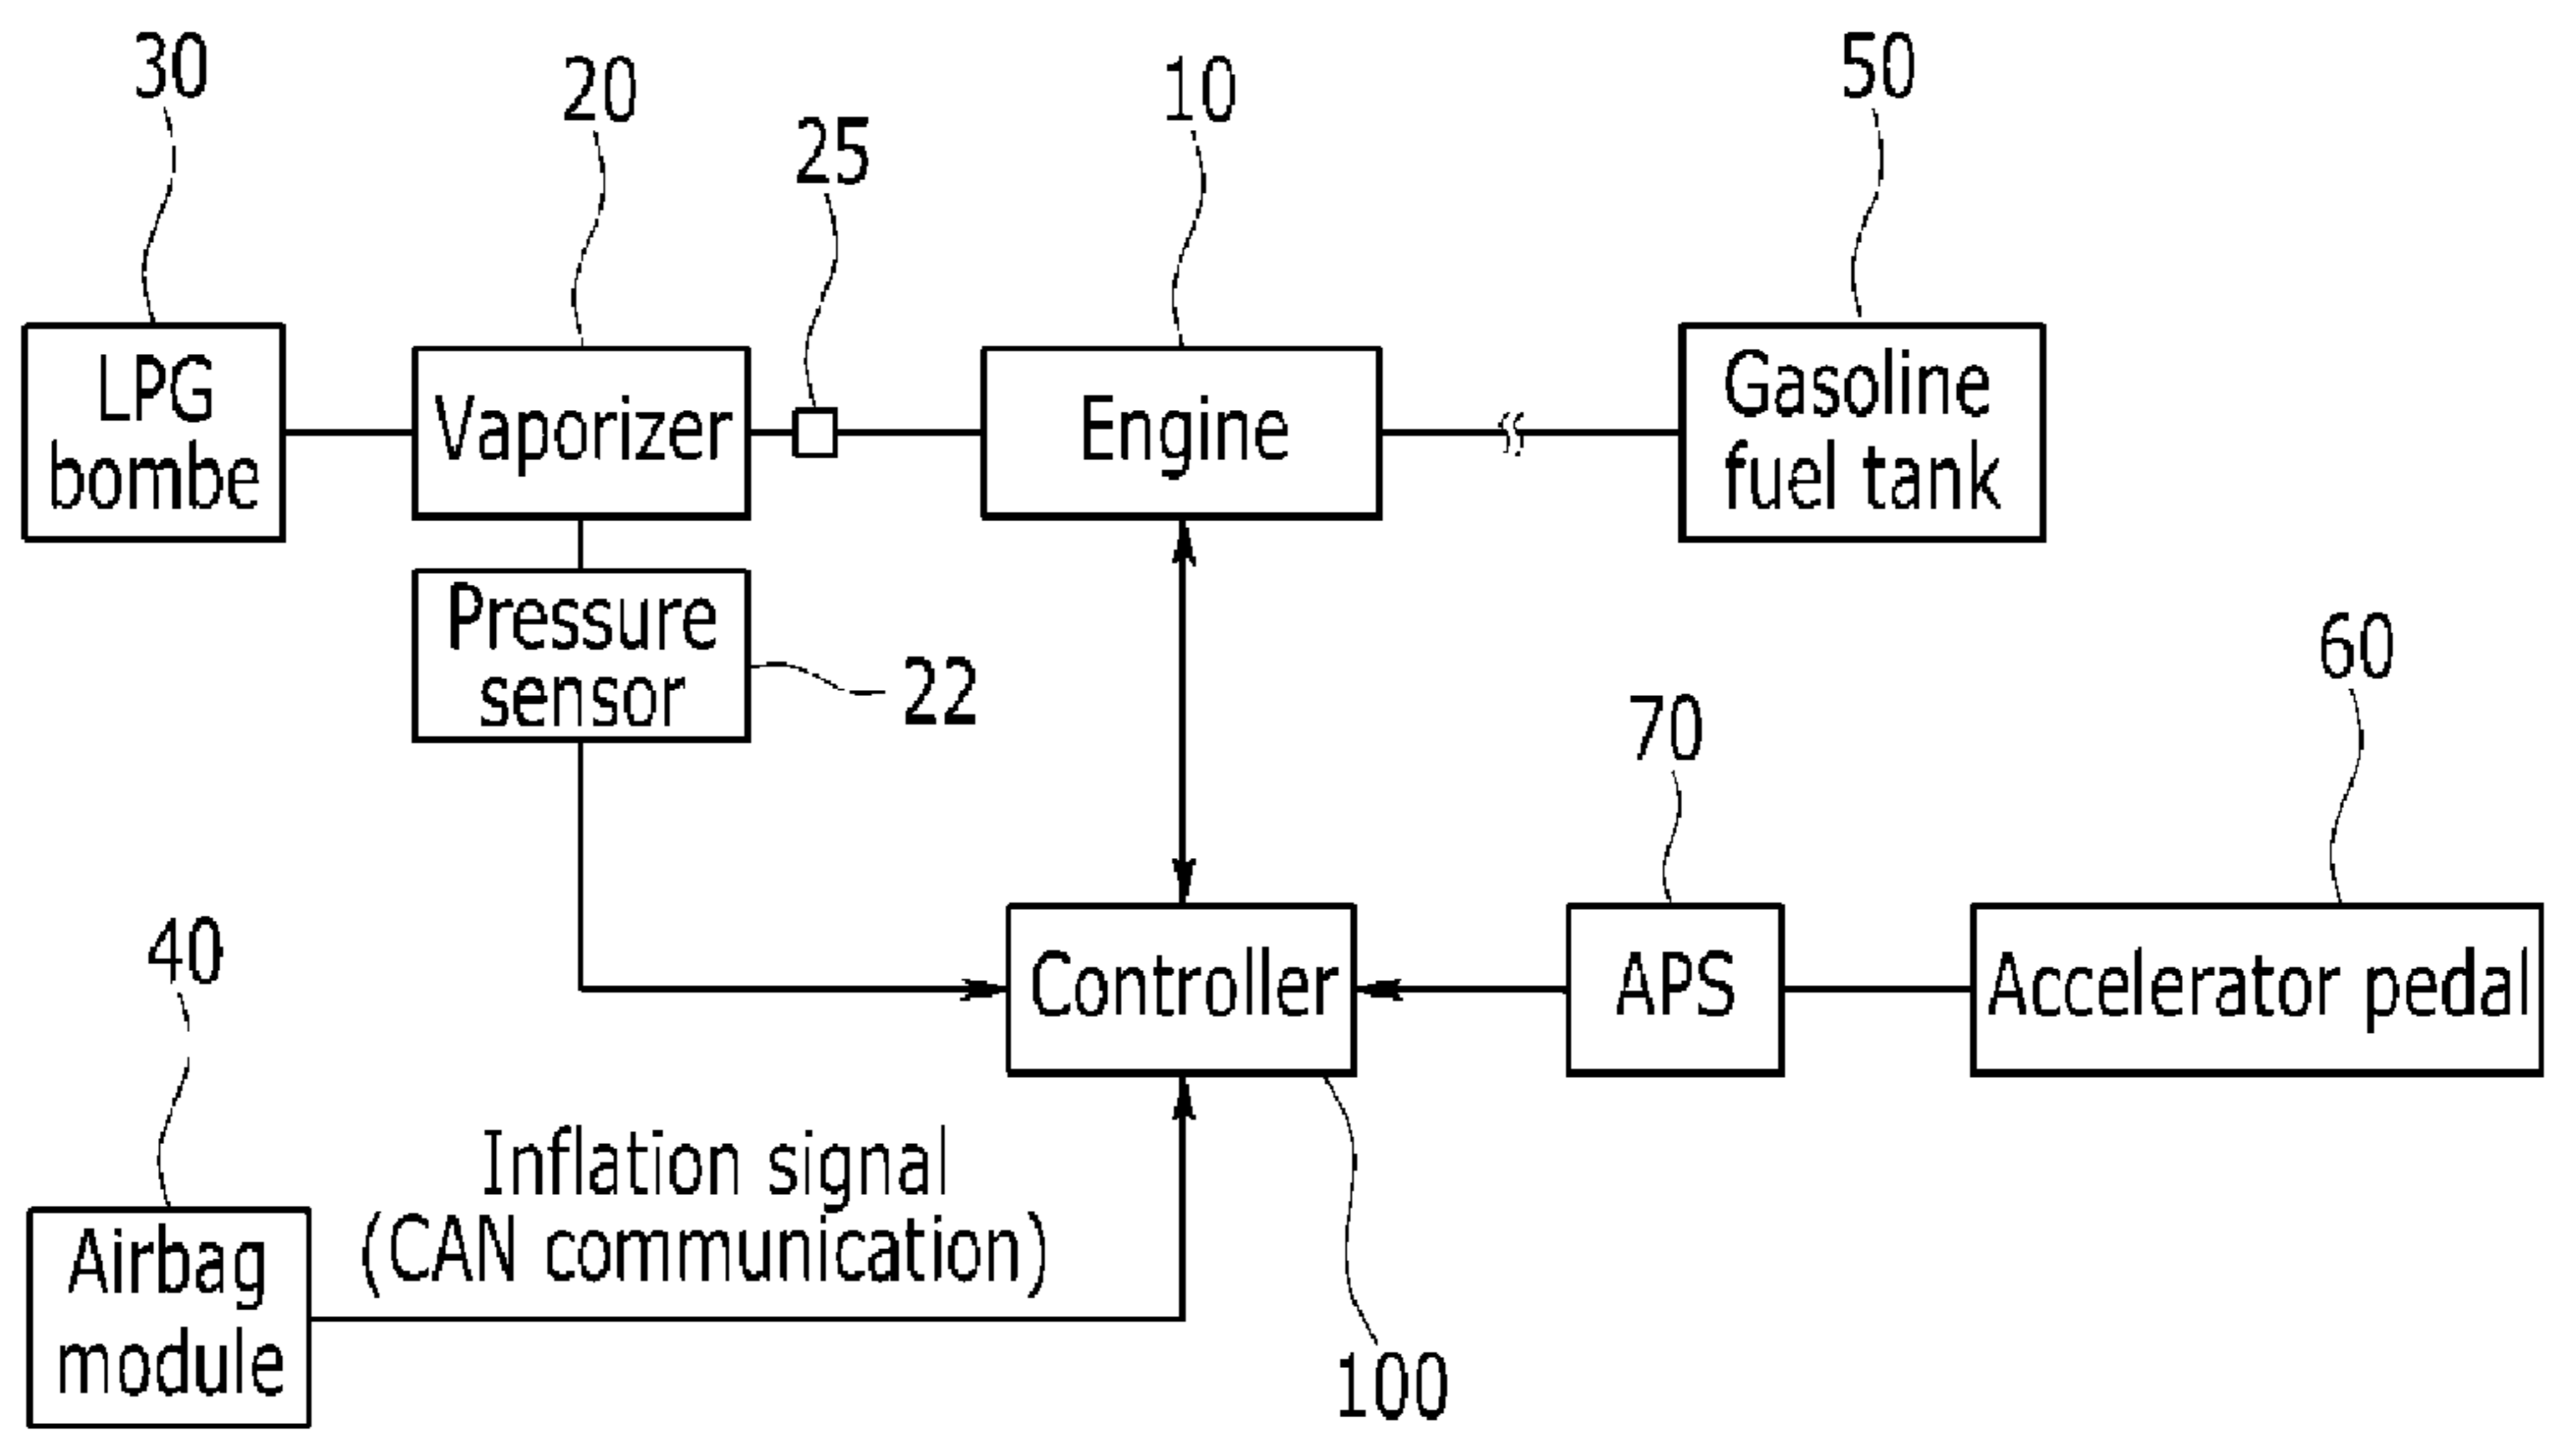 30
20
25
10
50
LPG
bombe
Vaporizer
Engine
Gasoline
fuel tank
Pressure
sensor
22
60
70
40
Controller
APS
Accelerator pedal
Inflation signal
(CAN communication)
Airbag
module
100